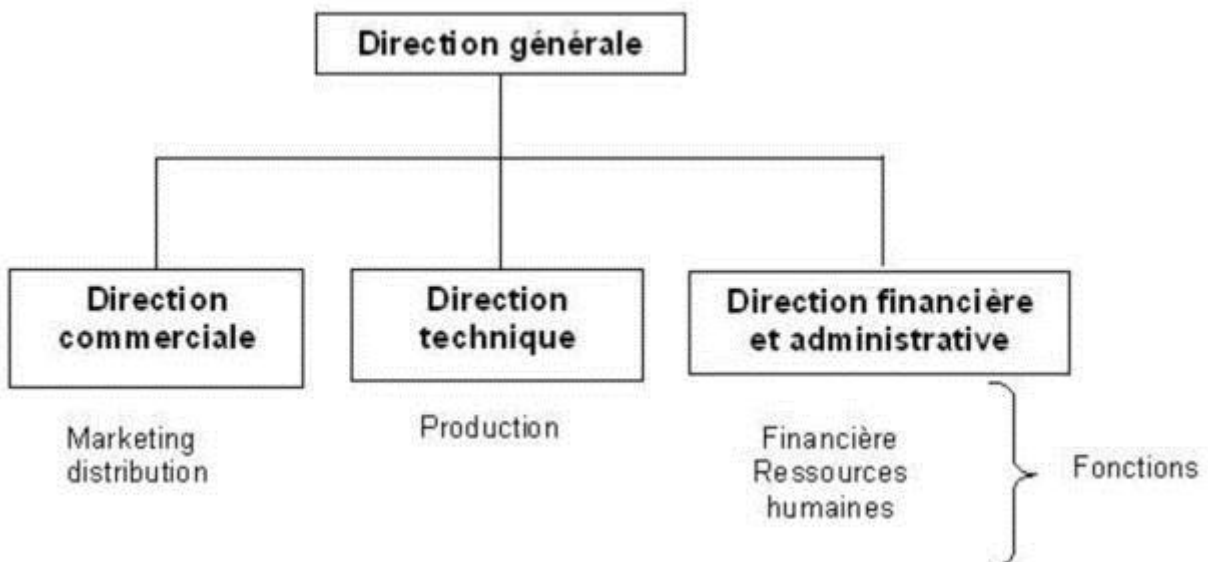 Direction générale
Direction
commerciale
Direction
technique
Direction financière
et administrative
Marketing
distribution
Production
Financière
Ressources
humaines
Fonctions